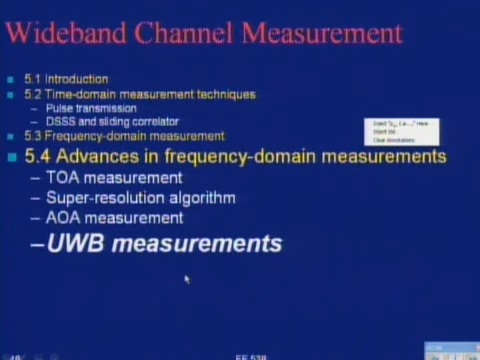 Wideband Channel Measurement
5.1 Introduction
5.2 Time-domain measurement techniques
– Pulse transmission
– DSSS and sliding correlator
5.3 Frequency-domain measurement
5.4 Advances in frequency-domain measurements
– TOA measurement
– Super-resolution algorithm
– AOA measurement
– UWB measurements
EE 538